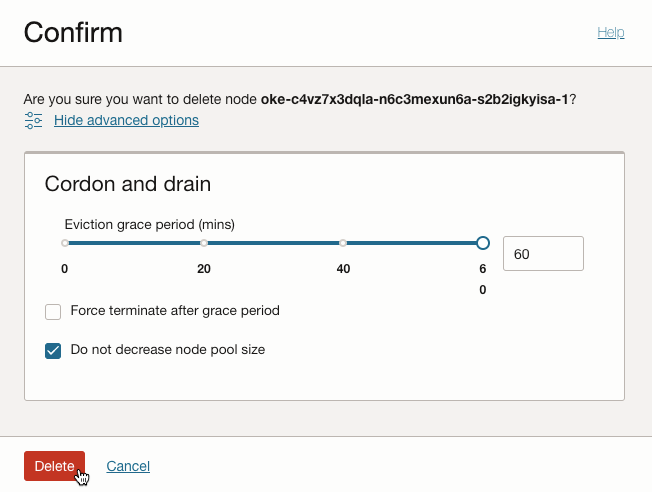 Confirm
Help
Are you sure you want to delete node oke-c4vz7x3dqla-n6c3mexun6a-s2b2igkyisa-1?
Hide advanced options
Cordon and drain
Eviction grace period (mins)
60
0 20 40 6
0
Force terminate after grace period
Do not decrease node pool size
Delete Cancel